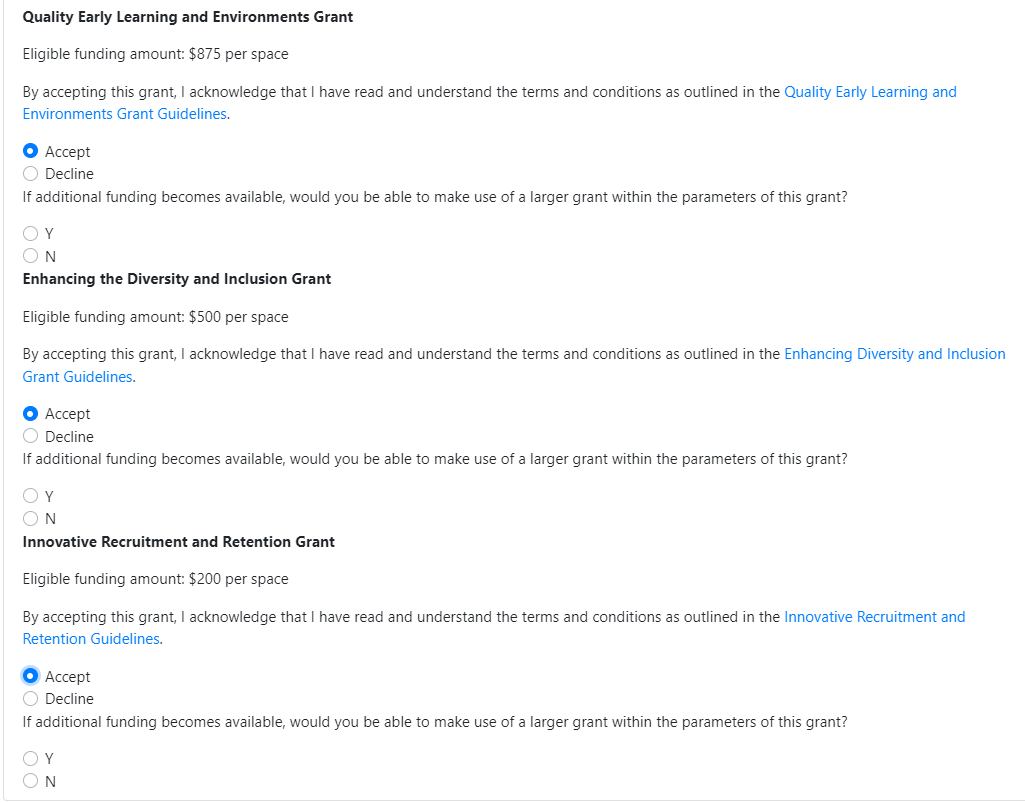 Quality Early Learning and Environments Grant
Eligible funding amount: $875 per space
By accepting this grant, I acknowledge that I have read and understand the terms and conditions as outlined in the Quality Early Learning and
Environments Grant Guidelines.
Accept
Decline
If additional funding becomes available, would you be able to make use of a larger grant within the parameters of this grant?
Y
N
Enhancing the Diversity and Inclusion Grant
Eligible funding amount: $500 per space
By accepting this grant, I acknowledge that I have read and understand the terms and conditions as outlined in the Enhancing Diversity and Inclusion
Grant Guidelines.
Accept
Decline
If additional funding becomes available, would you be able to make use of a larger grant within the parameters of this grant?
Y
N
Innovative Recruitment and Retention Grant
Eligible funding amount: $200 per space
By accepting this grant, I acknowledge that I have read and understand the terms and conditions as outlined in the Innovative Recruitment and
Retention Guidelines.
Accept
Decline
If additional funding becomes available, would you be able to make use of a larger grant within the parameters of this grant?
Y
N